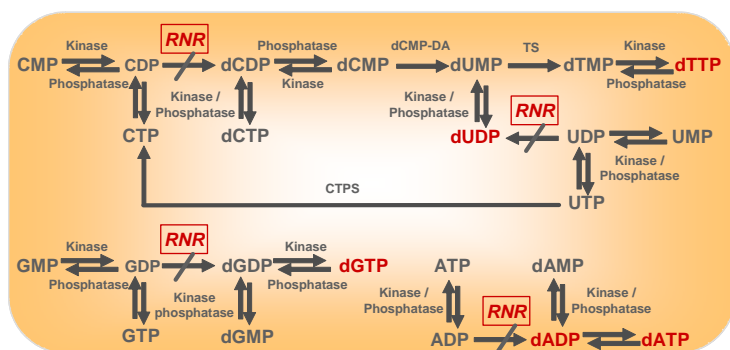 RNR
Kinase
Phosphatase
dCMP-DA
TS
Kinase
CMP
CDP
dCDP
dCMP
dUMP
dTMP
dTTP
Phosphatase
Kinase
Phosphatase
Kinase /
Phosphatase
Kinase /
Phosphatase
RNR
CTP
dCTP
dUDP
UDP
UMP
Kinase /
Phosphatase
CTPS
UTP
Kinase
RNR
Kinase
GMP
GDP
dGDP
dGTP
ATP
dAMP
Phosphatase
Phosphatase
Kinase
phosphatase
Kinase /
Phosphatase
RNR
Kinase /
Phosphatase
GTP
dGMP
ADP
dADP
dATP